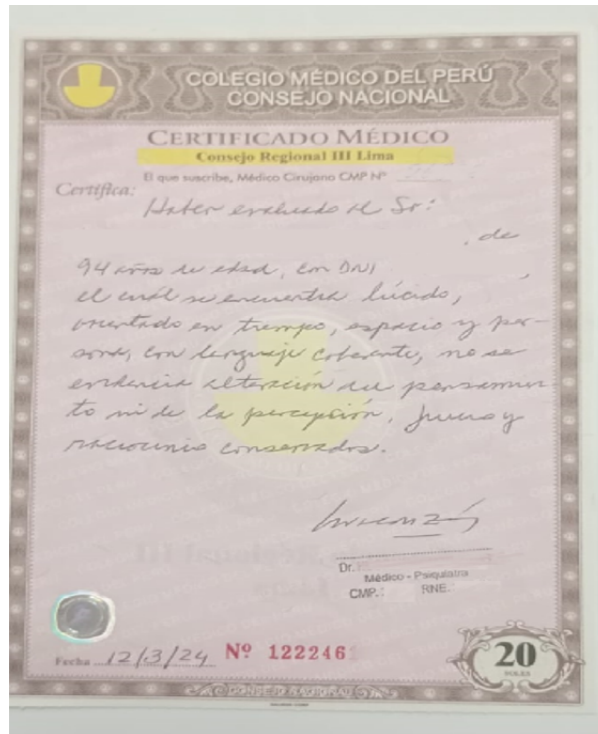 COLEGIO MÉDICO DEL PERÚ
CONSEJO NACIONAL
CERTIFICADO MÉDICO
Consejo Regional III Lima
El que suscribe, Médico Cirujano CMP Nº
Certifica:
Haber evaluado al Sr:
, de
94 años de edad, con DNI ,
el cuál se encuentra lúcido,
orientado en tiempo, espacio y per-
sona, con lenguaje coherente, no se
evidencia alteración del pensamien-
to ni de la percepción, juicio y
raciocinio conservados.
Dr.
Médico - Psiquiatra
CMP.: RNE.:
Fecha 12/3/24 Nº 122246
20
SOLES
CONSEJO NACIONAL